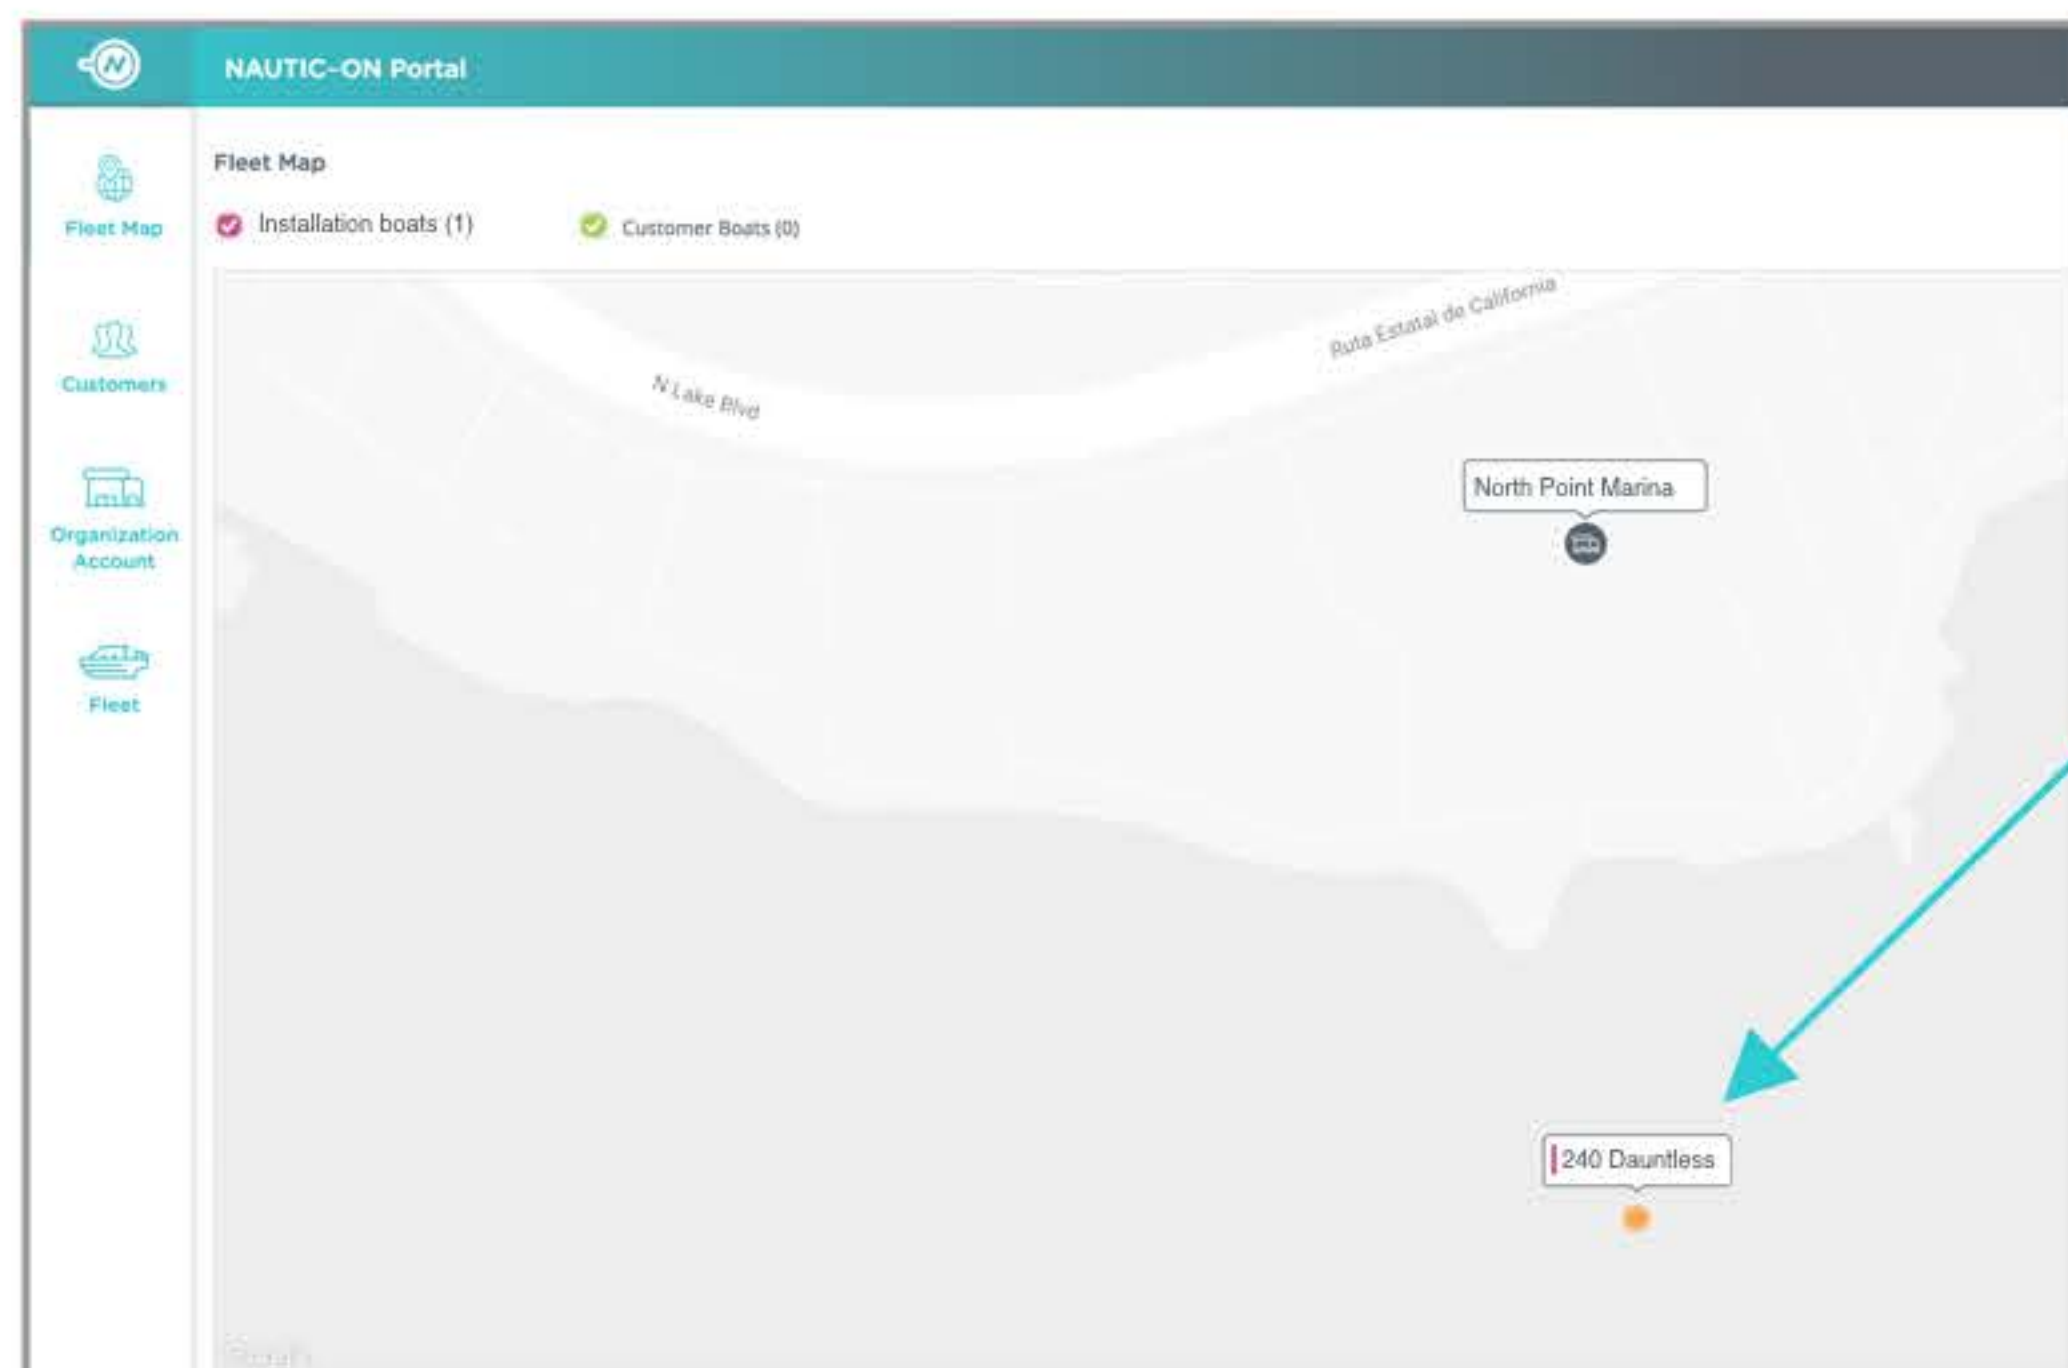 NAUTIC-ON Portal
Fleet Map
Installation boats (1)
Customer Boats (0)
Fleet Map
Customers
Organization
Account
Fleet
Ruta Estatal de California
N Lake Blvd
North Point Marina
240 Dauntless